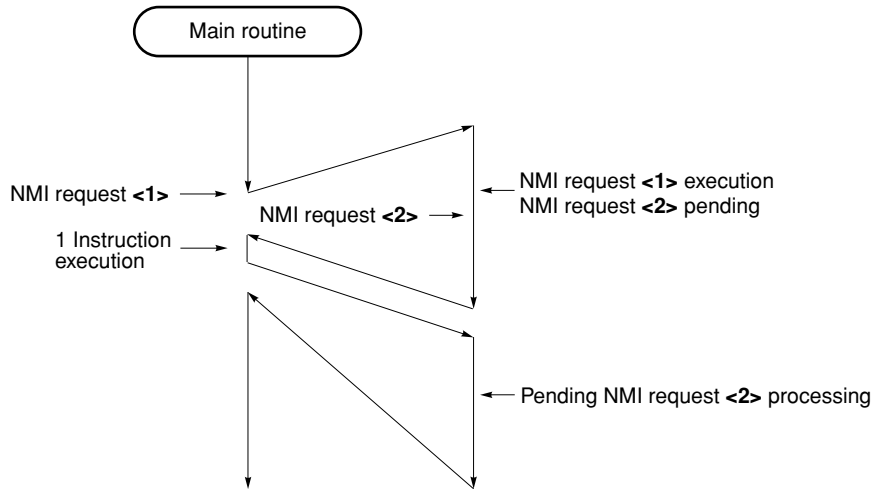 Main routine
NMI request <1>
NMI request <1> execution
NMI request <2> pending
NMI request <2>
1 Instruction
execution
Pending NMI request <2> processing